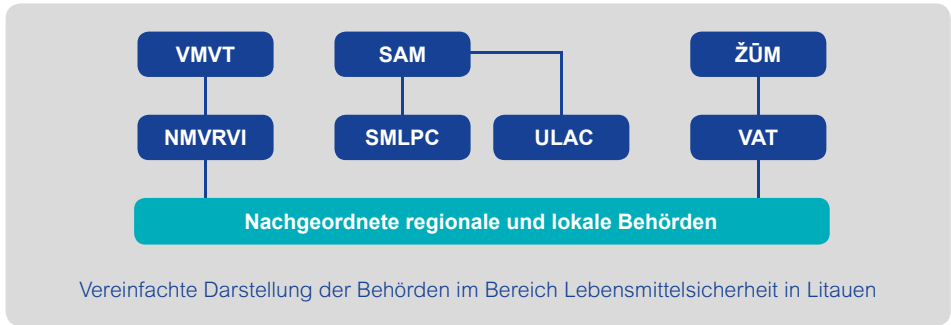 VMVT
SAM
ŽŪM
NMVRVI
SMLPC
ULAC
VAT
Nachgeordnete regionale und lokale Behörden
Vereinfachte Darstellung der Behörden im Bereich Lebensmittelsicherheit in Litauen